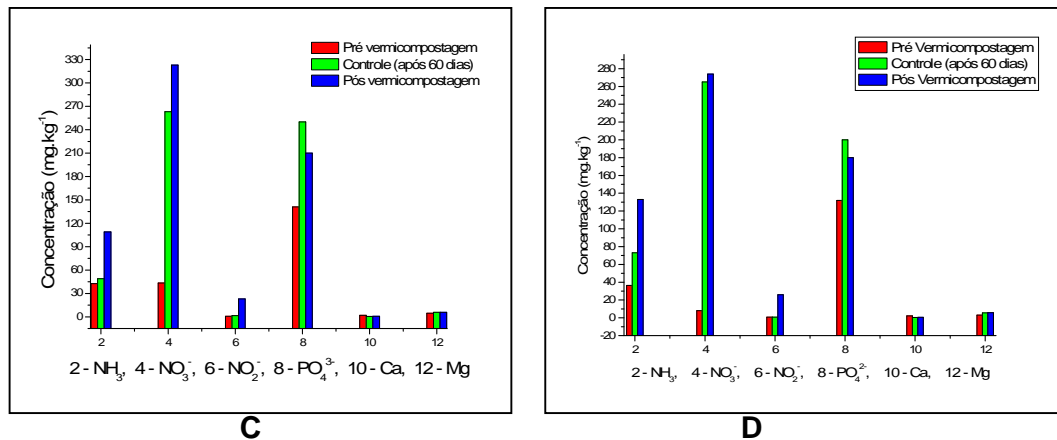 Pré vermicompostagem
Controle (após 60 dias)
Pós vermicompostagem
Concentração (mg.kg⁻¹)
330
300
270
240
210
180
150
120
90
60
30
0
2 4 6 8 10 12
2 - NH₃, 4 - NO₃⁻, 6 - NO₂⁻, 8 - PO₄³⁻, 10 - Ca, 12 - Mg
C
Pré Vermicompostagem
Controle (após 60 dias)
Pós Vermicompostagem
Concentração (mg.kg⁻¹)
280
260
240
220
200
180
160
140
120
100
80
60
40
20
0
-20
2 4 6 8 10 12
2 - NH₃, 4 - NO₃⁻, 6 - NO₂⁻, 8 - PO₄²⁻, 10 - Ca, 12 - Mg
D